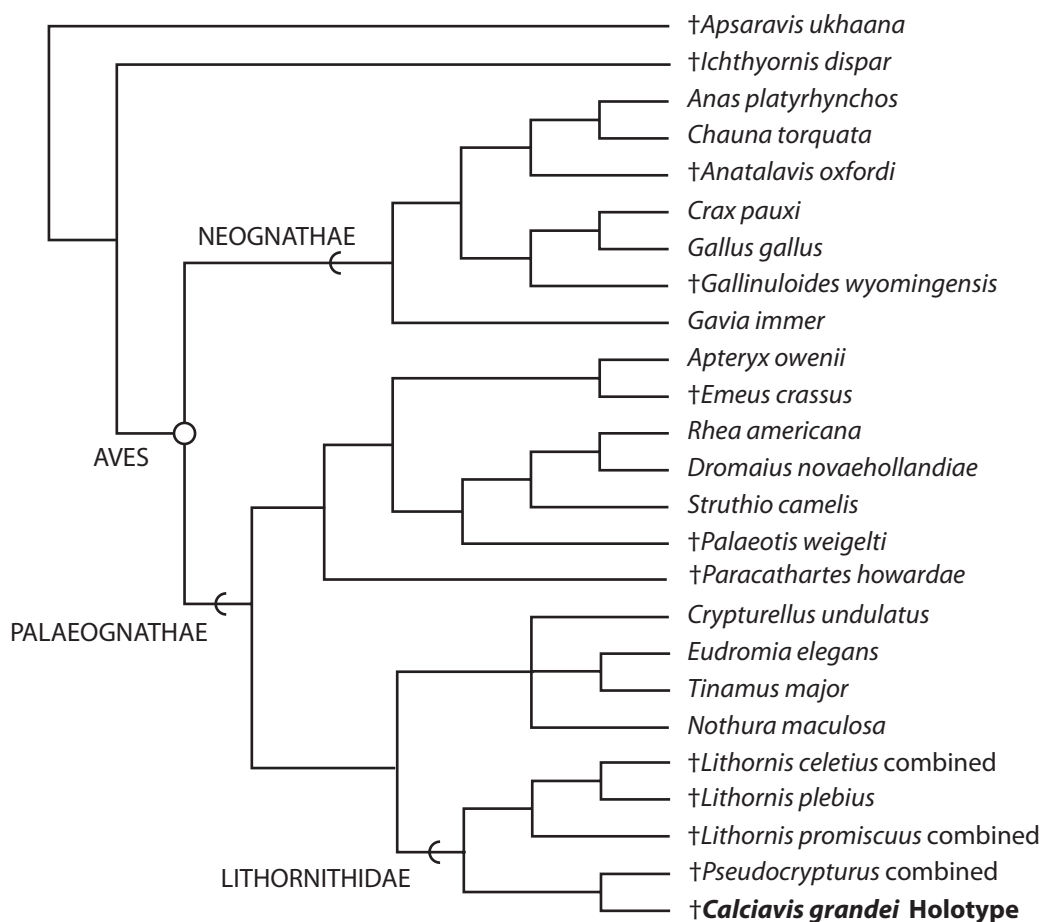 †Apsaravis ukhaana
†Ichthyornis dispar
Anas platyrhynchos
Chauna torquata
†Anatalavis oxfordi
Crax pauxi
NEOGNATHAE
Gallus gallus
†Gallinuloides wyomingensis
Gavia immer
Apteryx owenii
†Emeus crassus
Rhea americana
AVES
Dromaius novaehollandiae
Struthio camelis
†Palaeotis weigelti
†Paracathartes howardae
Crypturellus undulatus
PALAEOGNATHAE
Eudromia elegans
Tinamus major
Nothura maculosa
†Lithornis celetius combined
†Lithornis plebius
†Lithornis promiscuus combined
†Pseudocrypturus combined
LITHORNITHIDAE
†Calciavis grandei Holotype